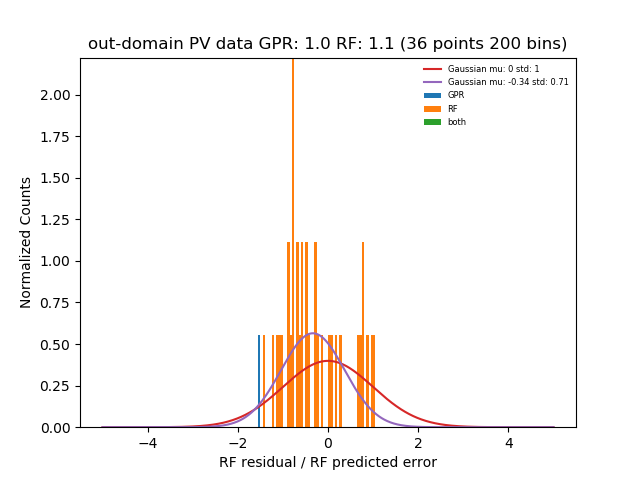 out-domain PV data GPR: 1.0 RF: 1.1 (36 points 200 bins)
Gaussian mu: 0 std: 1
Gaussian mu: -0.34 std: 0.71
GPR
RF
both
Normalized Counts
2.00
1.75
1.50
1.25
1.00
0.75
0.50
0.25
0.00
−4 −2 0 2 4
RF residual / RF predicted error